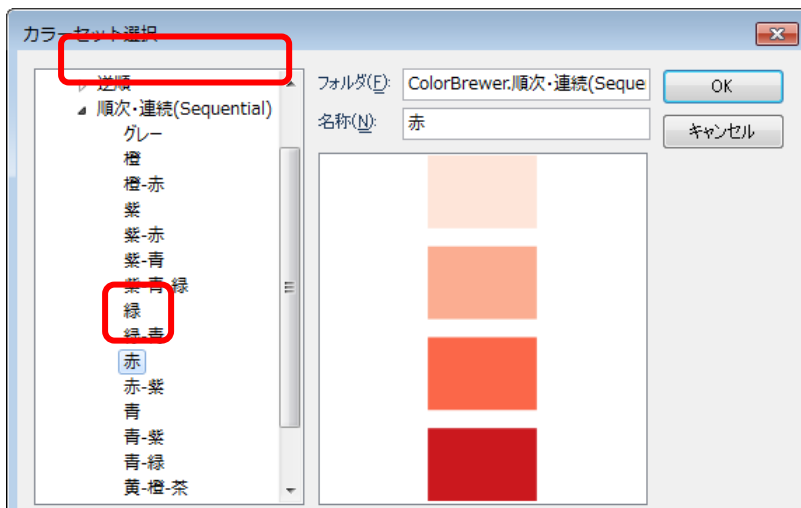 カラーセット選択
逆順
順次・連続(Sequential)
グレー
橙
橙-赤
紫
紫-赤
紫-青
紫-青-緑
緑
緑-青
赤
赤-紫
青
青-紫
青-緑
黄-橙-茶
フォルダ(F): ColorBrewer.順次・連続(Seque
名称(N): 赤
OK
キャンセル